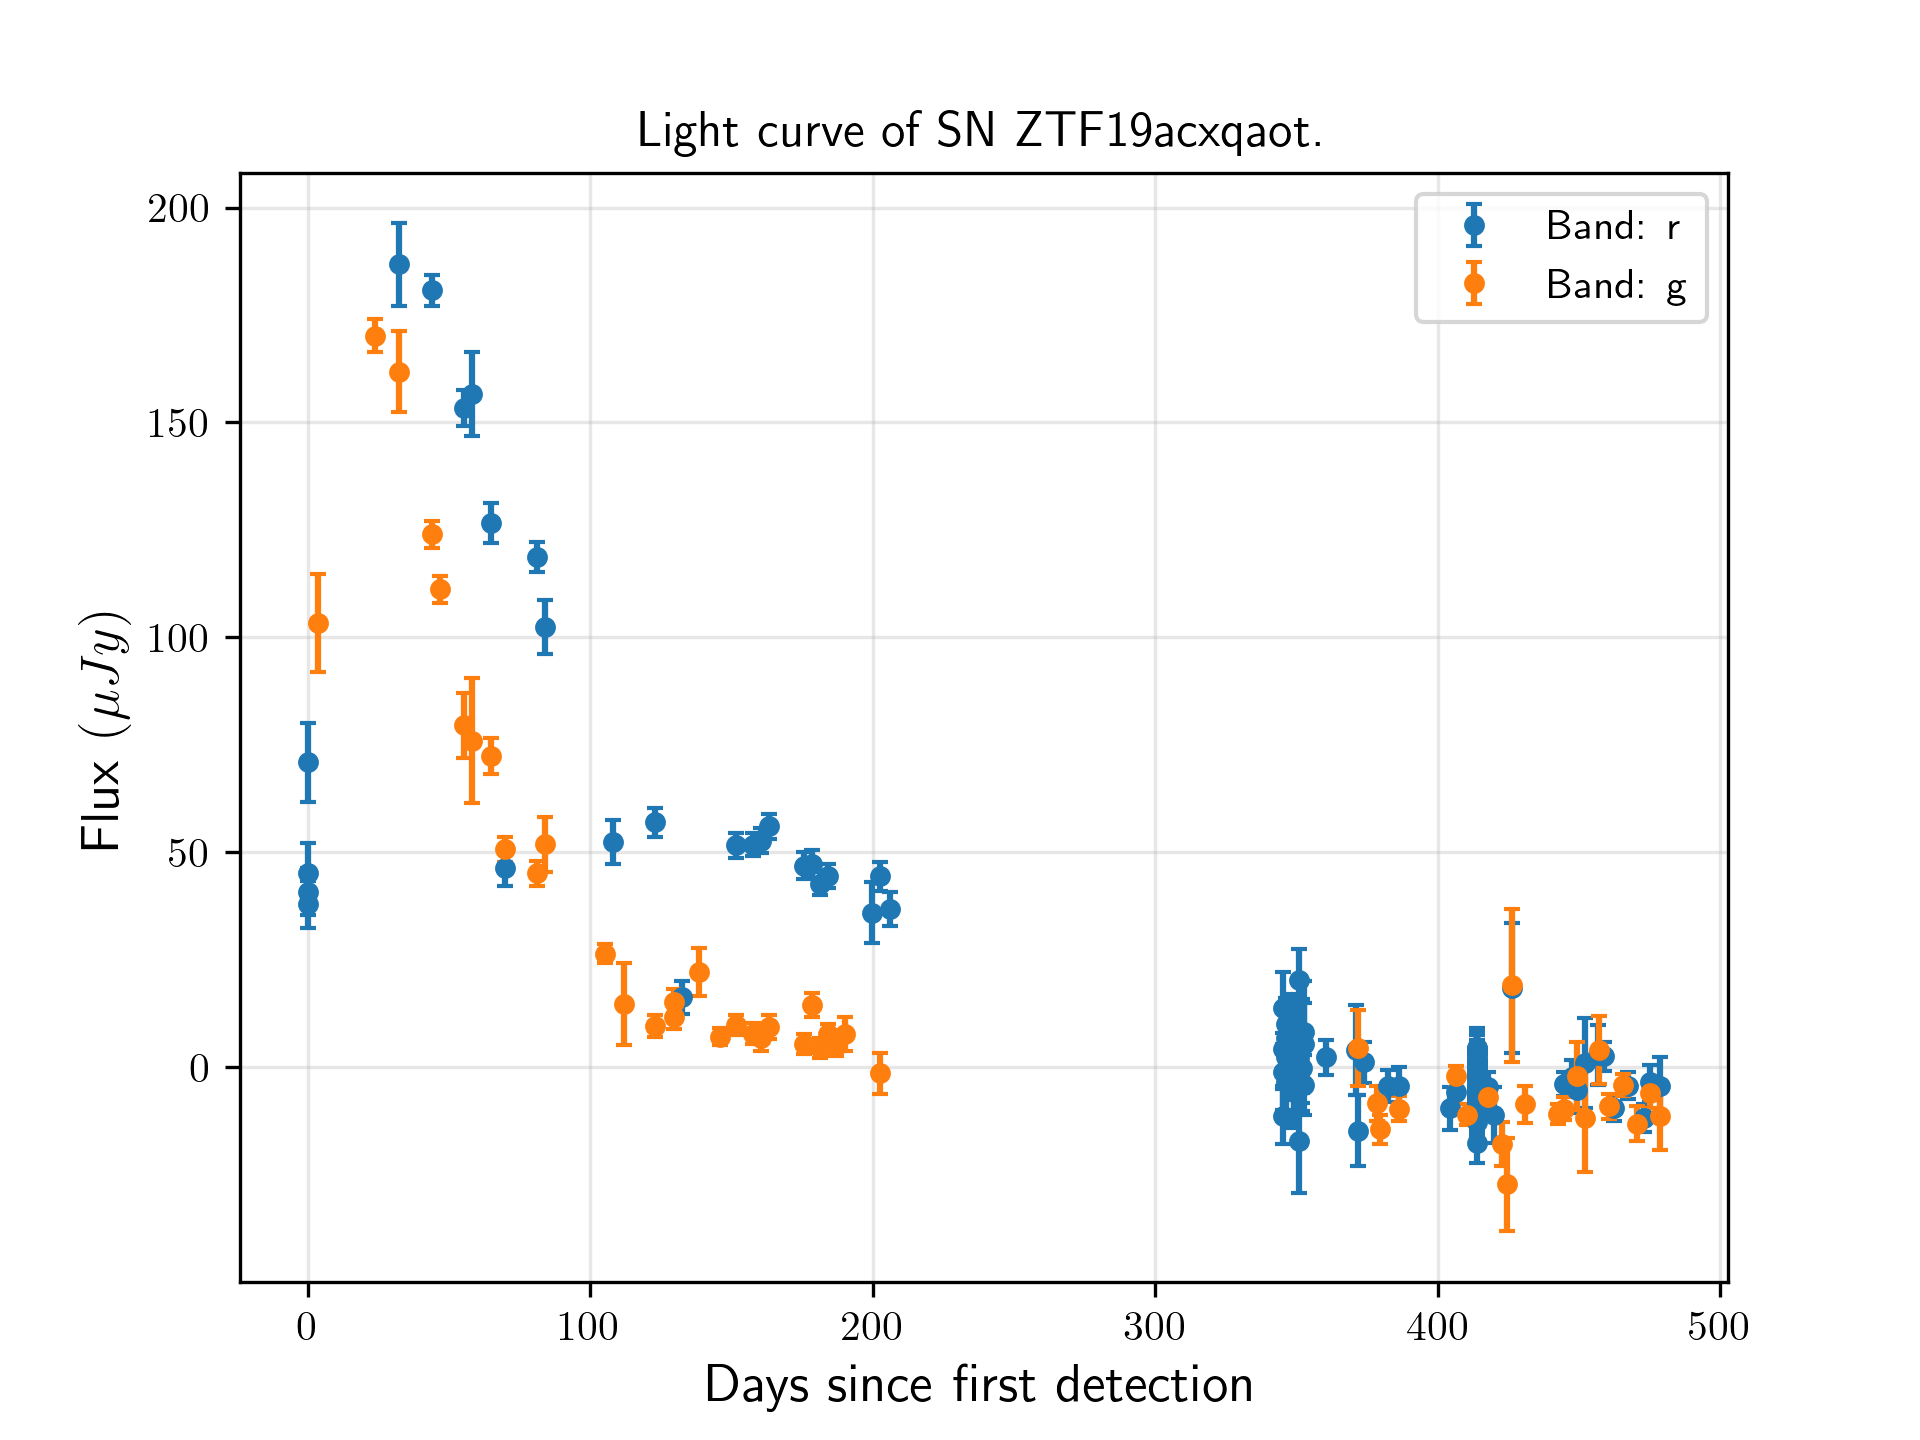 Light curve of SN ZTF19acxqaot.
200
150
100
50
0
Flux (μJy)
Band: r
Band: g
0 100 200 300 400 500
Days since first detection